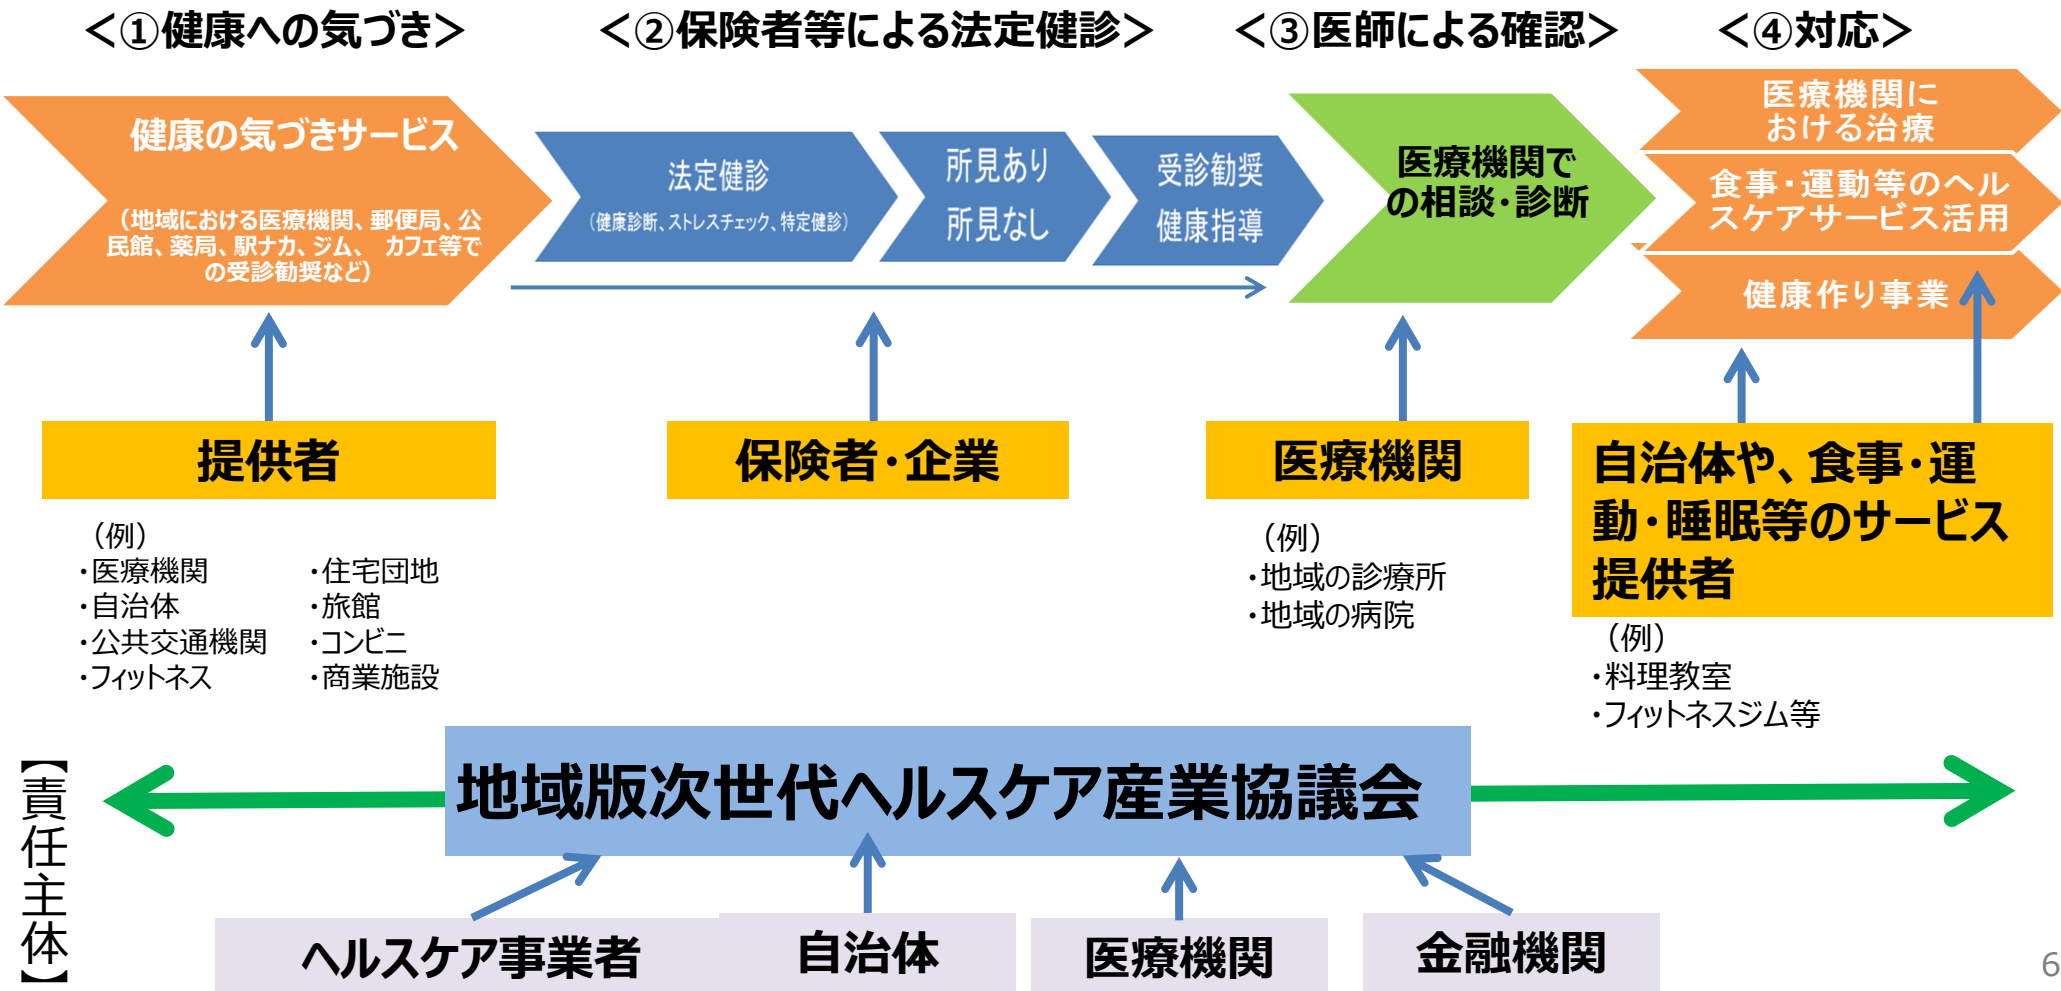 ＜①健康への気づき＞
＜②保険者等による法定健診＞
＜③医師による確認＞
＜④対応＞
健康の気づきサービス
（地域における医療機関、郵便局、公
民館、薬局、駅ナカ、ジム、 カフェ等で
の受診勧奨など）
法定健診
（健康診断、ストレスチェック、特定健診）
所見あり
所見なし
受診勧奨
健康指導
医療機関で
の相談・診断
医療機関に
おける治療
食事・運動等のヘル
スケアサービス活用
健康作り事業
提供者
（例）
・医療機関
・自治体
・公共交通機関
・フィットネス
・住宅団地
・旅館
・コンビニ
・商業施設
保険者・企業
医療機関
（例）
・地域の診療所
・地域の病院
自治体や、食事・運
動・睡眠等のサービス
提供者
（例）
・料理教室
・フィットネスジム等
【責任主体】
地域版次世代ヘルスケア産業協議会
ヘルスケア事業者
自治体
医療機関
金融機関
6